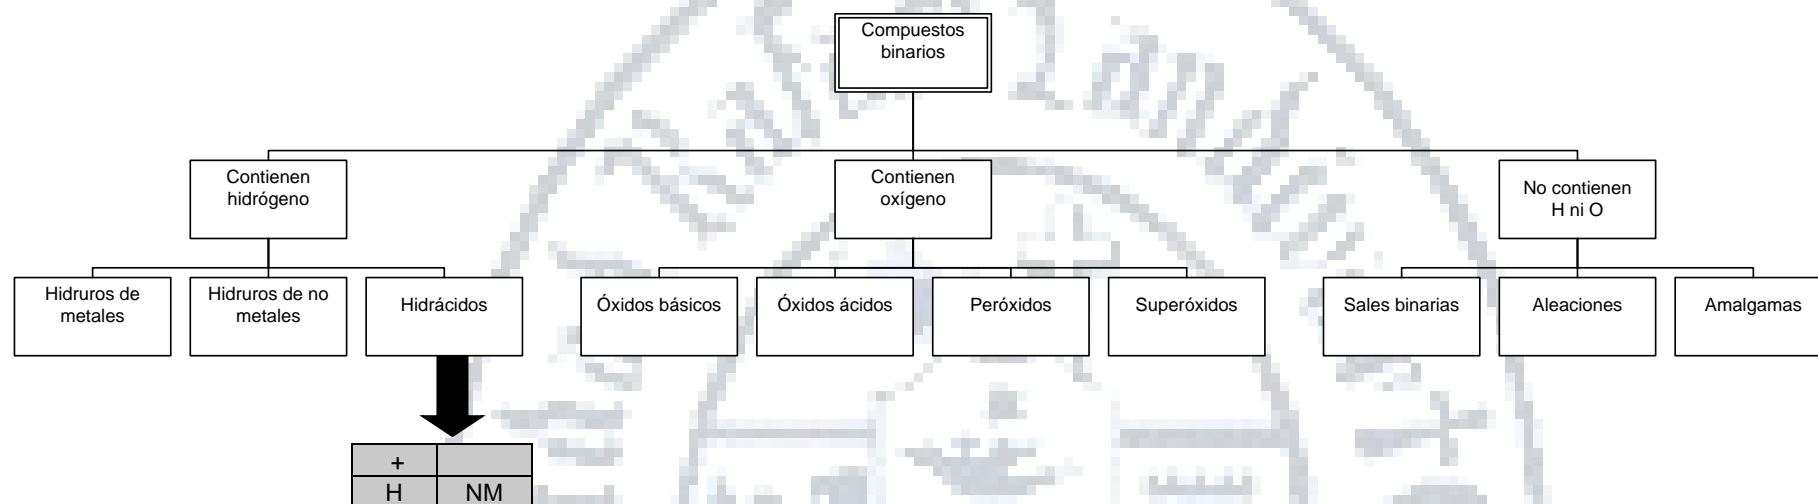 Compuestos
binarios
Contienen
hidrógeno
Contienen
oxígeno
No contienen
H ni O
Hidruros de
metales
Hidruros de no
metales
Hidrácidos
Óxidos básicos
Óxidos ácidos
Peróxidos
Superóxidos
Sales binarias
Aleaciones
Amalgamas
+
H NM